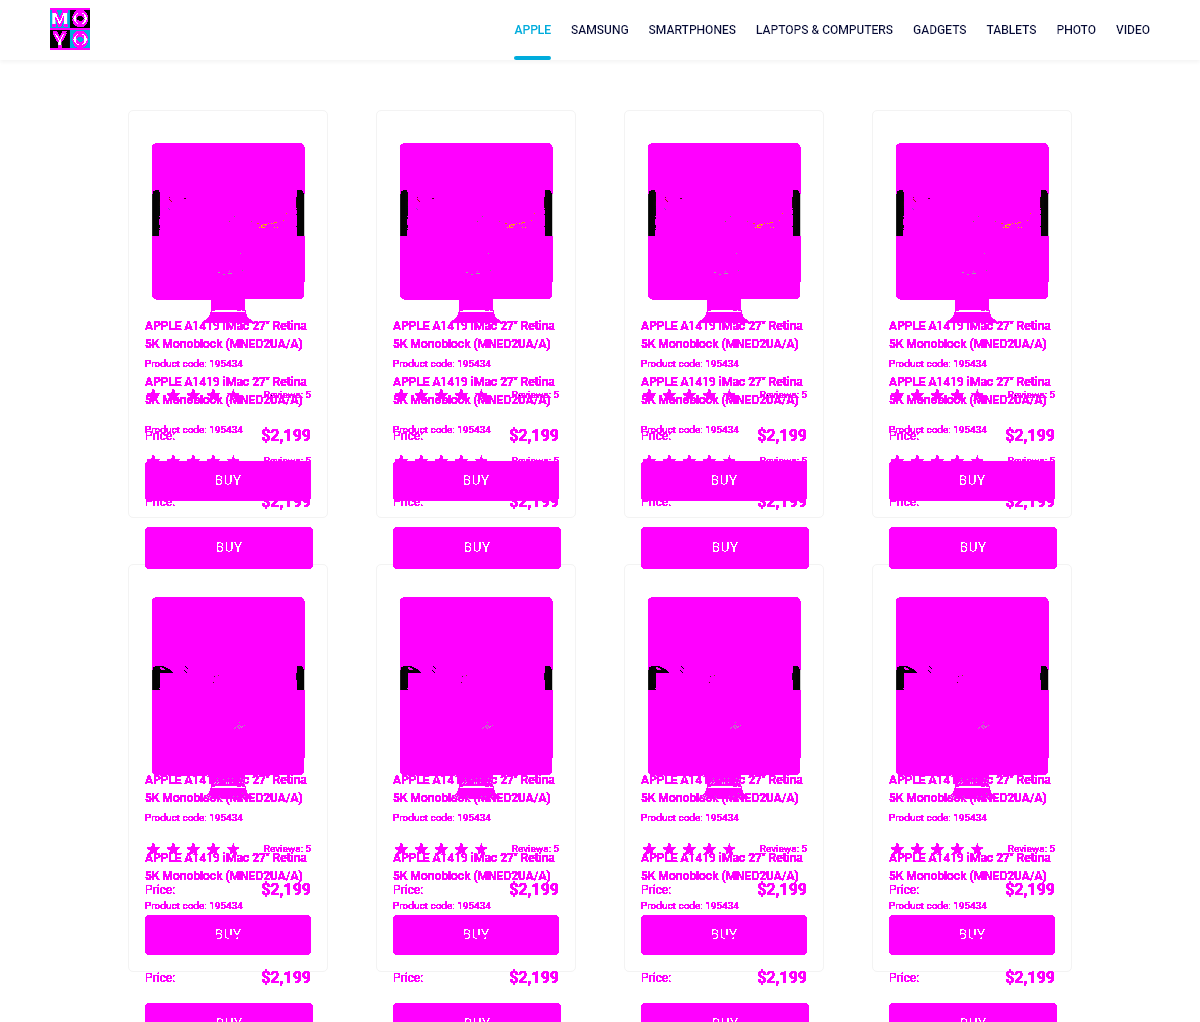 MOYO
APPLE SAMSUNG SMARTPHONES LAPTOPS & COMPUTERS GADGETS TABLETS PHOTO VIDEO
APPLE A1419 iMac 27" Retina APPLE A1419 iMac 27" Retina APPLE A1419 iMac 27" Retina APPLE A1419 iMac 27" Retina
5K Monoblock (MNED2UA/A) 5K Monoblock (MNED2UA/A) 5K Monoblock (MNED2UA/A) 5K Monoblock (MNED2UA/A)
Product code: 195434 Product code: 195434 Product code: 195434 Product code: 195434
APPLE A1419 iMac 27" Retina APPLE A1419 iMac 27" Retina APPLE A1419 iMac 27" Retina APPLE A1419 iMac 27" Retina
Reviews: 5 Reviews: 5 Reviews: 5 Reviews: 5
5K Monoblock (MNED2UA/A) 5K Monoblock (MNED2UA/A) 5K Monoblock (MNED2UA/A) 5K Monoblock (MNED2UA/A)
Product code: 195434 Product code: 195434 Product code: 195434 Product code: 195434
Price: $2,199 Price: $2,199 Price: $2,199 Price: $2,199
Reviews: 5 Reviews: 5 Reviews: 5 Reviews: 5
BUY BUY BUY BUY
Price: $2,199 Price: $2,199 Price: $2,199 Price: $2,199
BUY BUY BUY BUY
APPLE A1419 iMac 27" Retina APPLE A1419 iMac 27" Retina APPLE A1419 iMac 27" Retina APPLE A1419 iMac 27" Retina
5K Monoblock (MNED2UA/A) 5K Monoblock (MNED2UA/A) 5K Monoblock (MNED2UA/A) 5K Monoblock (MNED2UA/A)
Product code: 195434 Product code: 195434 Product code: 195434 Product code: 195434
Reviews: 5 Reviews: 5 Reviews: 5 Reviews: 5
APPLE A1419 iMac 27" Retina APPLE A1419 iMac 27" Retina APPLE A1419 iMac 27" Retina APPLE A1419 iMac 27" Retina
5K Monoblock (MNED2UA/A) 5K Monoblock (MNED2UA/A) 5K Monoblock (MNED2UA/A) 5K Monoblock (MNED2UA/A)
Price: $2,199 Price: $2,199 Price: $2,199 Price: $2,199
Product code: 195434 Product code: 195434 Product code: 195434 Product code: 195434
BUY BUY BUY BUY
Price: $2,199 Price: $2,199 Price: $2,199 Price: $2,199
BUY BUY BUY BUY